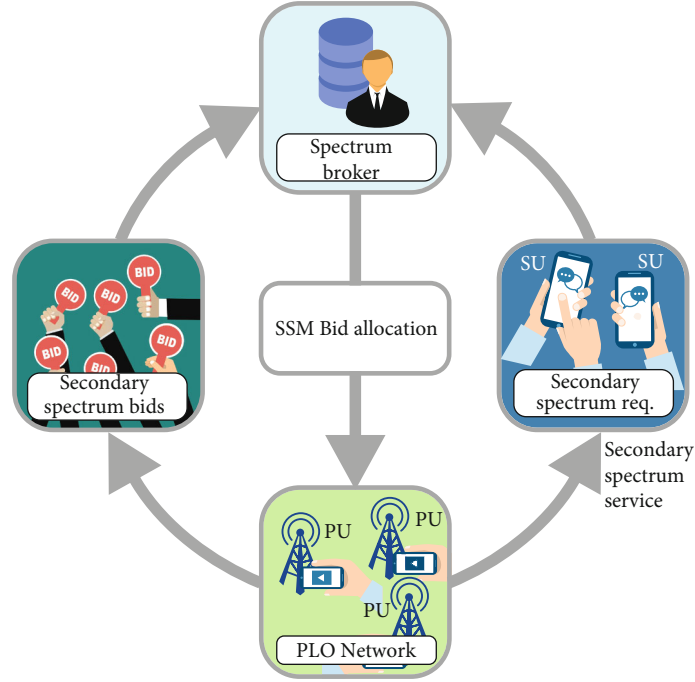 Spectrum
broker
SU
SU
BID
BID
BID
BID
BID
BID
BID
SSM Bid allocation
Secondary
spectrum bids
Secondary
spectrum req.
Secondary
spectrum
service
PU
PU
PU
PLO Network